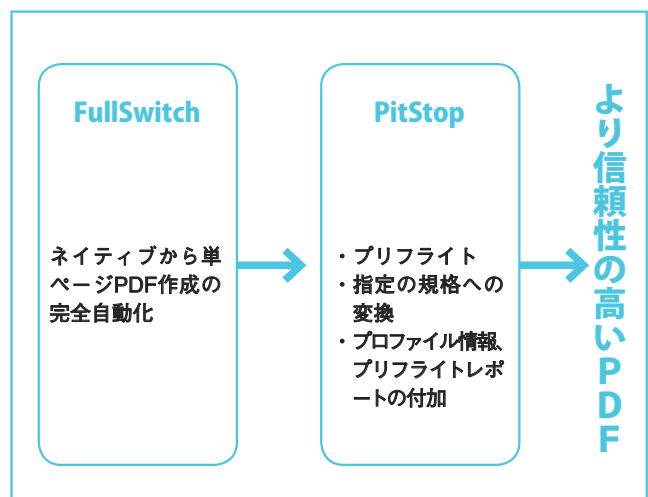 FullSwitch
ネイティブから単
ページPDF作成の
完全自動化
PitStop
・プリフライト
・指定の規格への
変換
・プロファイル情報、
プリフライトレポ
ートの付加
より信頼性の高いPDF